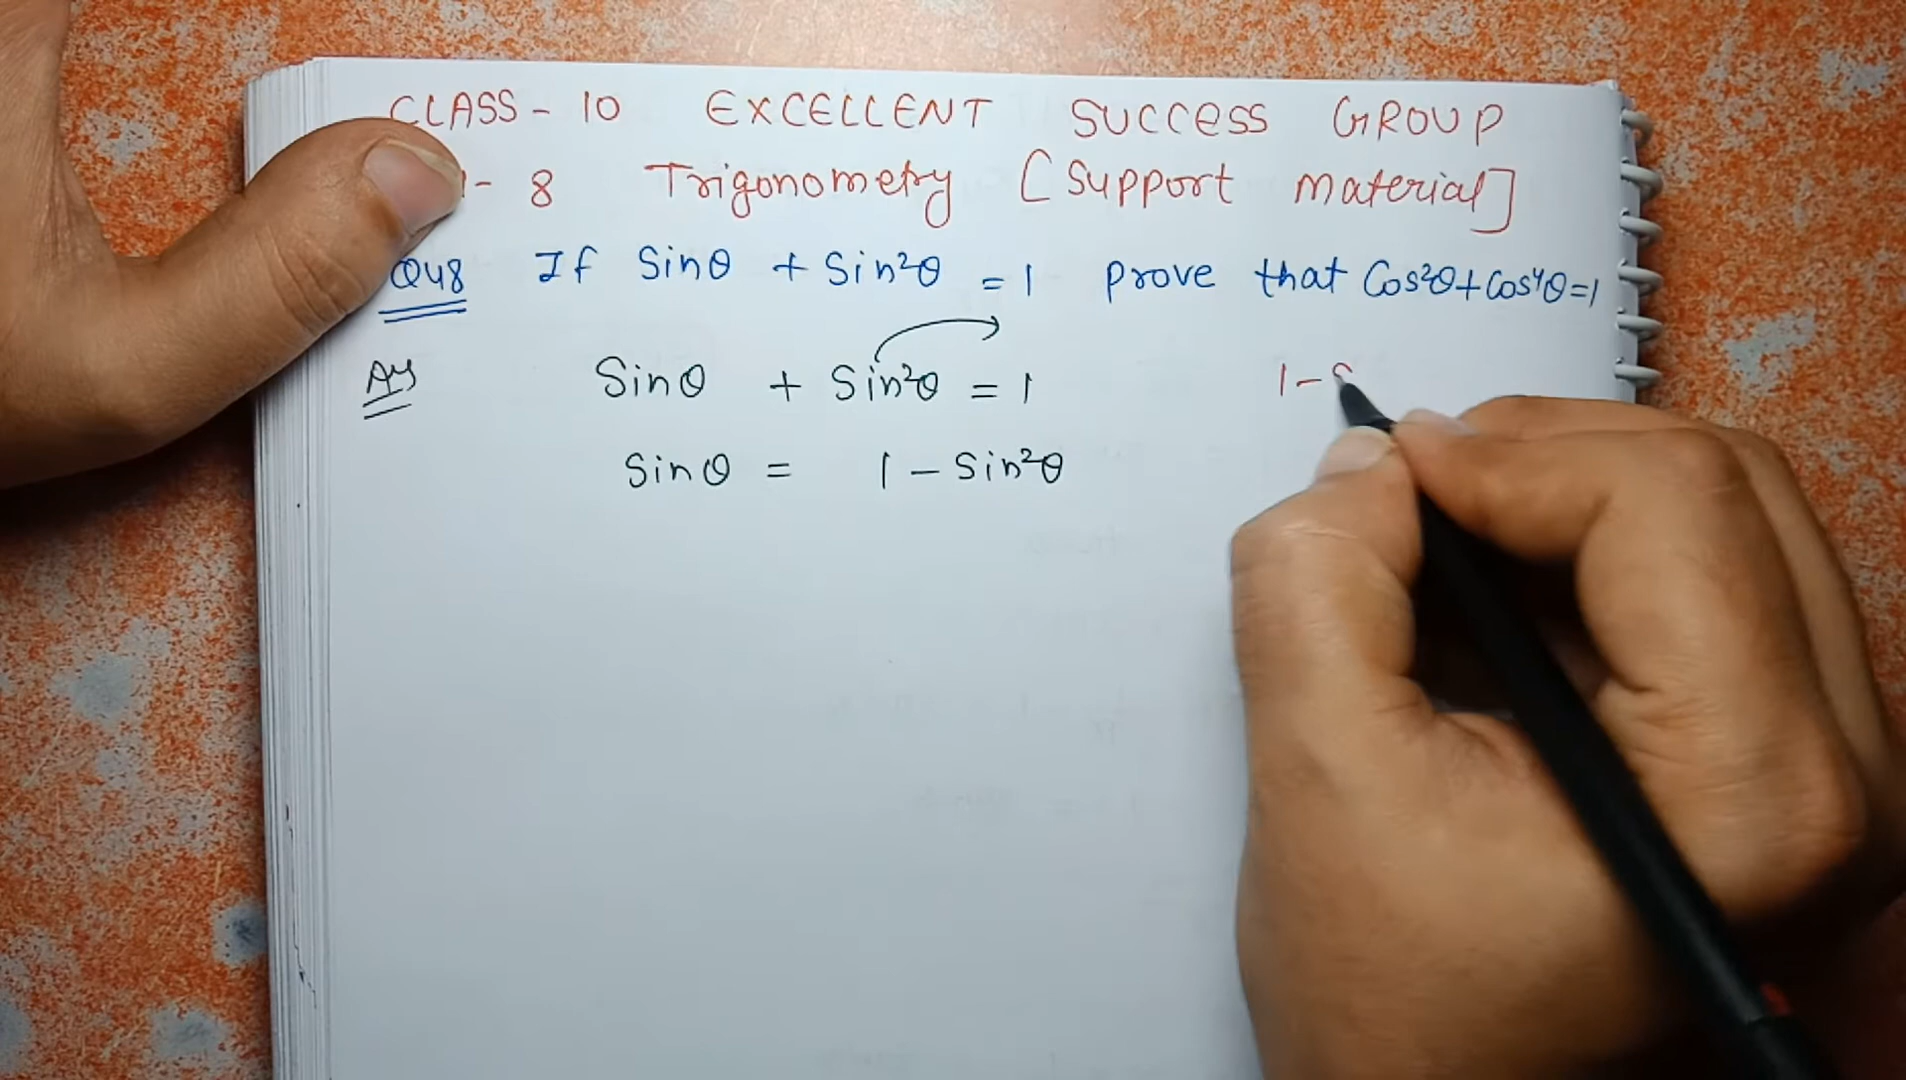 CLASS - 10 EXCELLENT SUCCESS GROUP
- 8 Trigonometry [Support material]
Q48 If Sinθ + Sin²θ = 1 prove that Cos²θ+Cos⁴θ=1
Sinθ + Sin²θ = 1 1-
Sinθ = 1 - Sin²θ